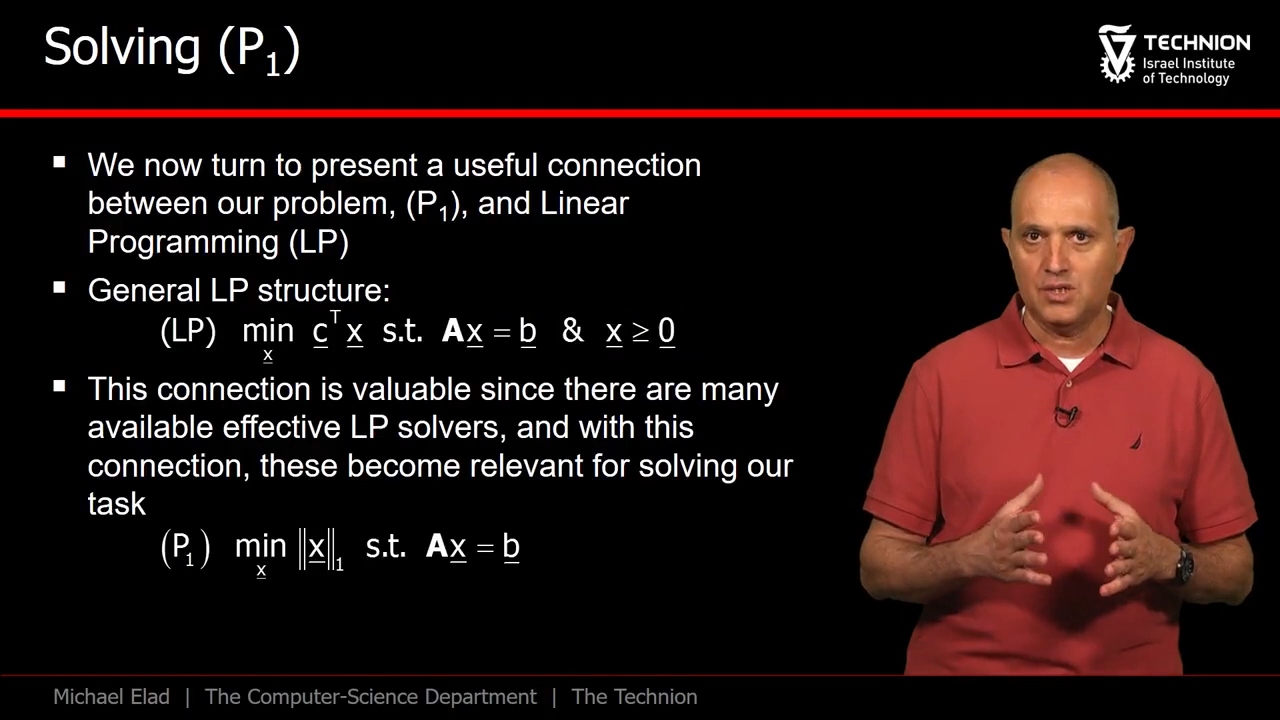 Solving (P₁)
TECHNION
Israel Institute
of Technology
▪ We now turn to present a useful connection
between our problem, (P₁), and Linear
Programming (LP)
▪ General LP structure:
(LP) min_x̲ c̲ᵀ x̲ s.t. Ax̲ = b̲ & x̲ ≥ 0̲
▪ This connection is valuable since there are many
available effective LP solvers, and with this
connection, these become relevant for solving our
task
(P₁) min_x̲ ‖x̲‖₁ s.t. Ax̲ = b̲
Michael Elad | The Computer-Science Department | The Technion